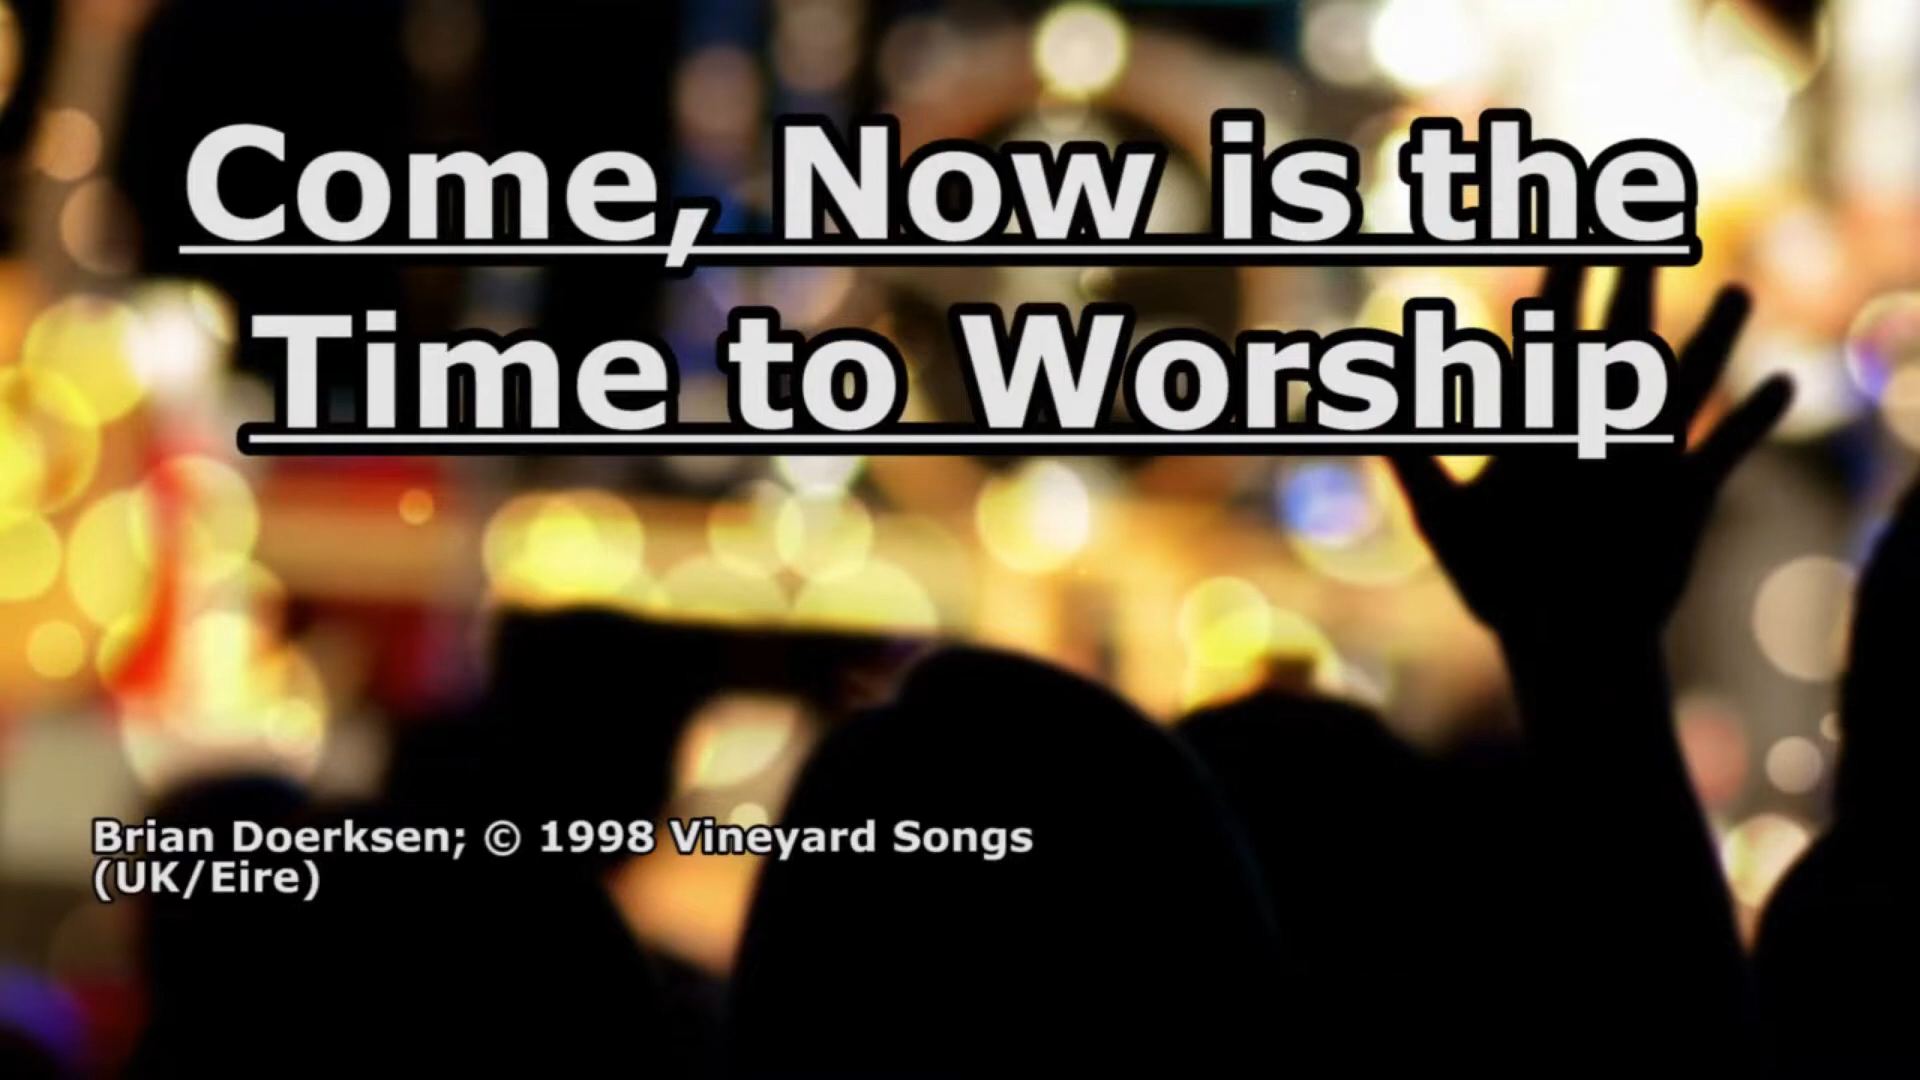 Come, Now is the
Time to Worship
Brian Doerksen; © 1998 Vineyard Songs
(UK/Eire)